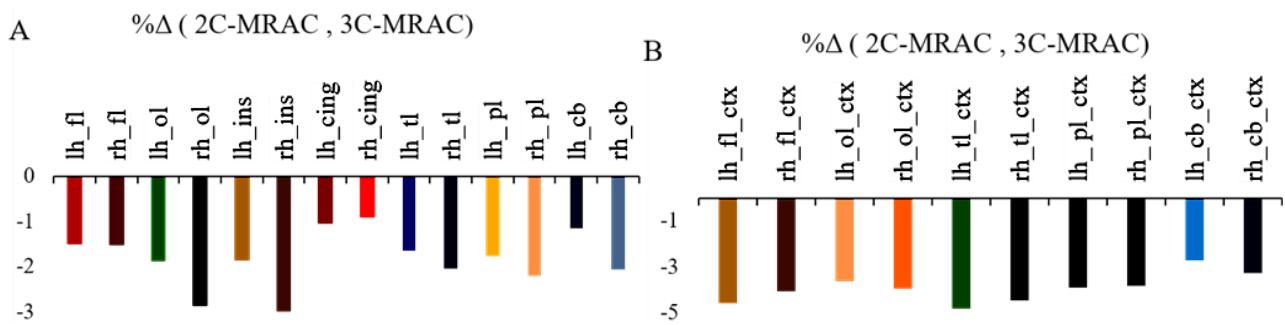 A
%Δ ( 2C-MRAC , 3C-MRAC)
lh_fl
rh_fl
lh_ol
rh_ol
lh_ins
rh_ins
lh_cing
rh_cing
lh_tl
rh_tl
lh_pl
rh_pl
lh_cb
rh_cb
0
-1
-2
-3
B
%Δ ( 2C-MRAC , 3C-MRAC)
lh_fl_ctx
rh_fl_ctx
lh_ol_ctx
rh_ol_ctx
lh_tl_ctx
rh_tl_ctx
lh_pl_ctx
rh_pl_ctx
lh_cb_ctx
rh_cb_ctx
-1
-3
-5